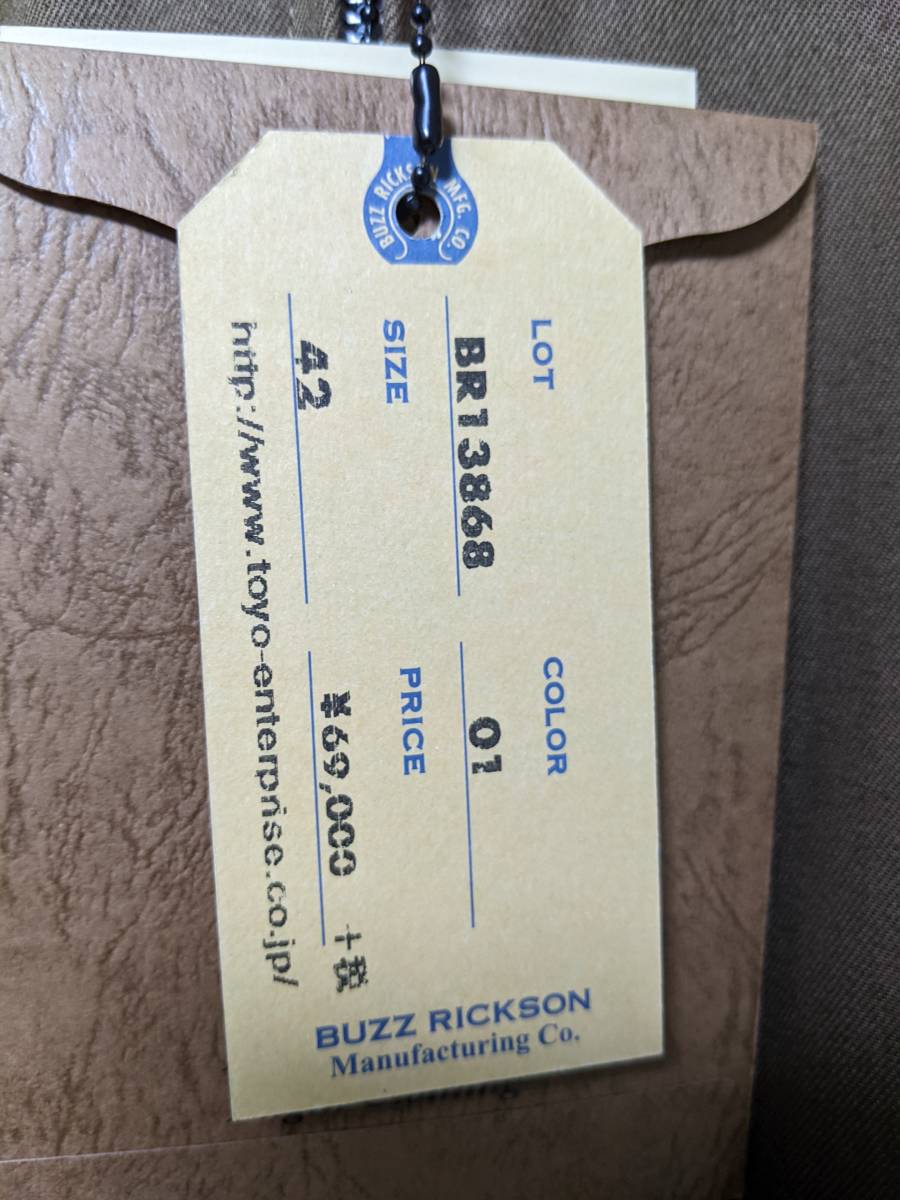 BUZZ RICKSON MFG. CO.
LOT
BR13868
COLOR
01
SIZE
42
PRICE
¥69,000 +税
http://www.toyo-enterprise.co.jp/
BUZZ RICKSON
Manufacturing Co.